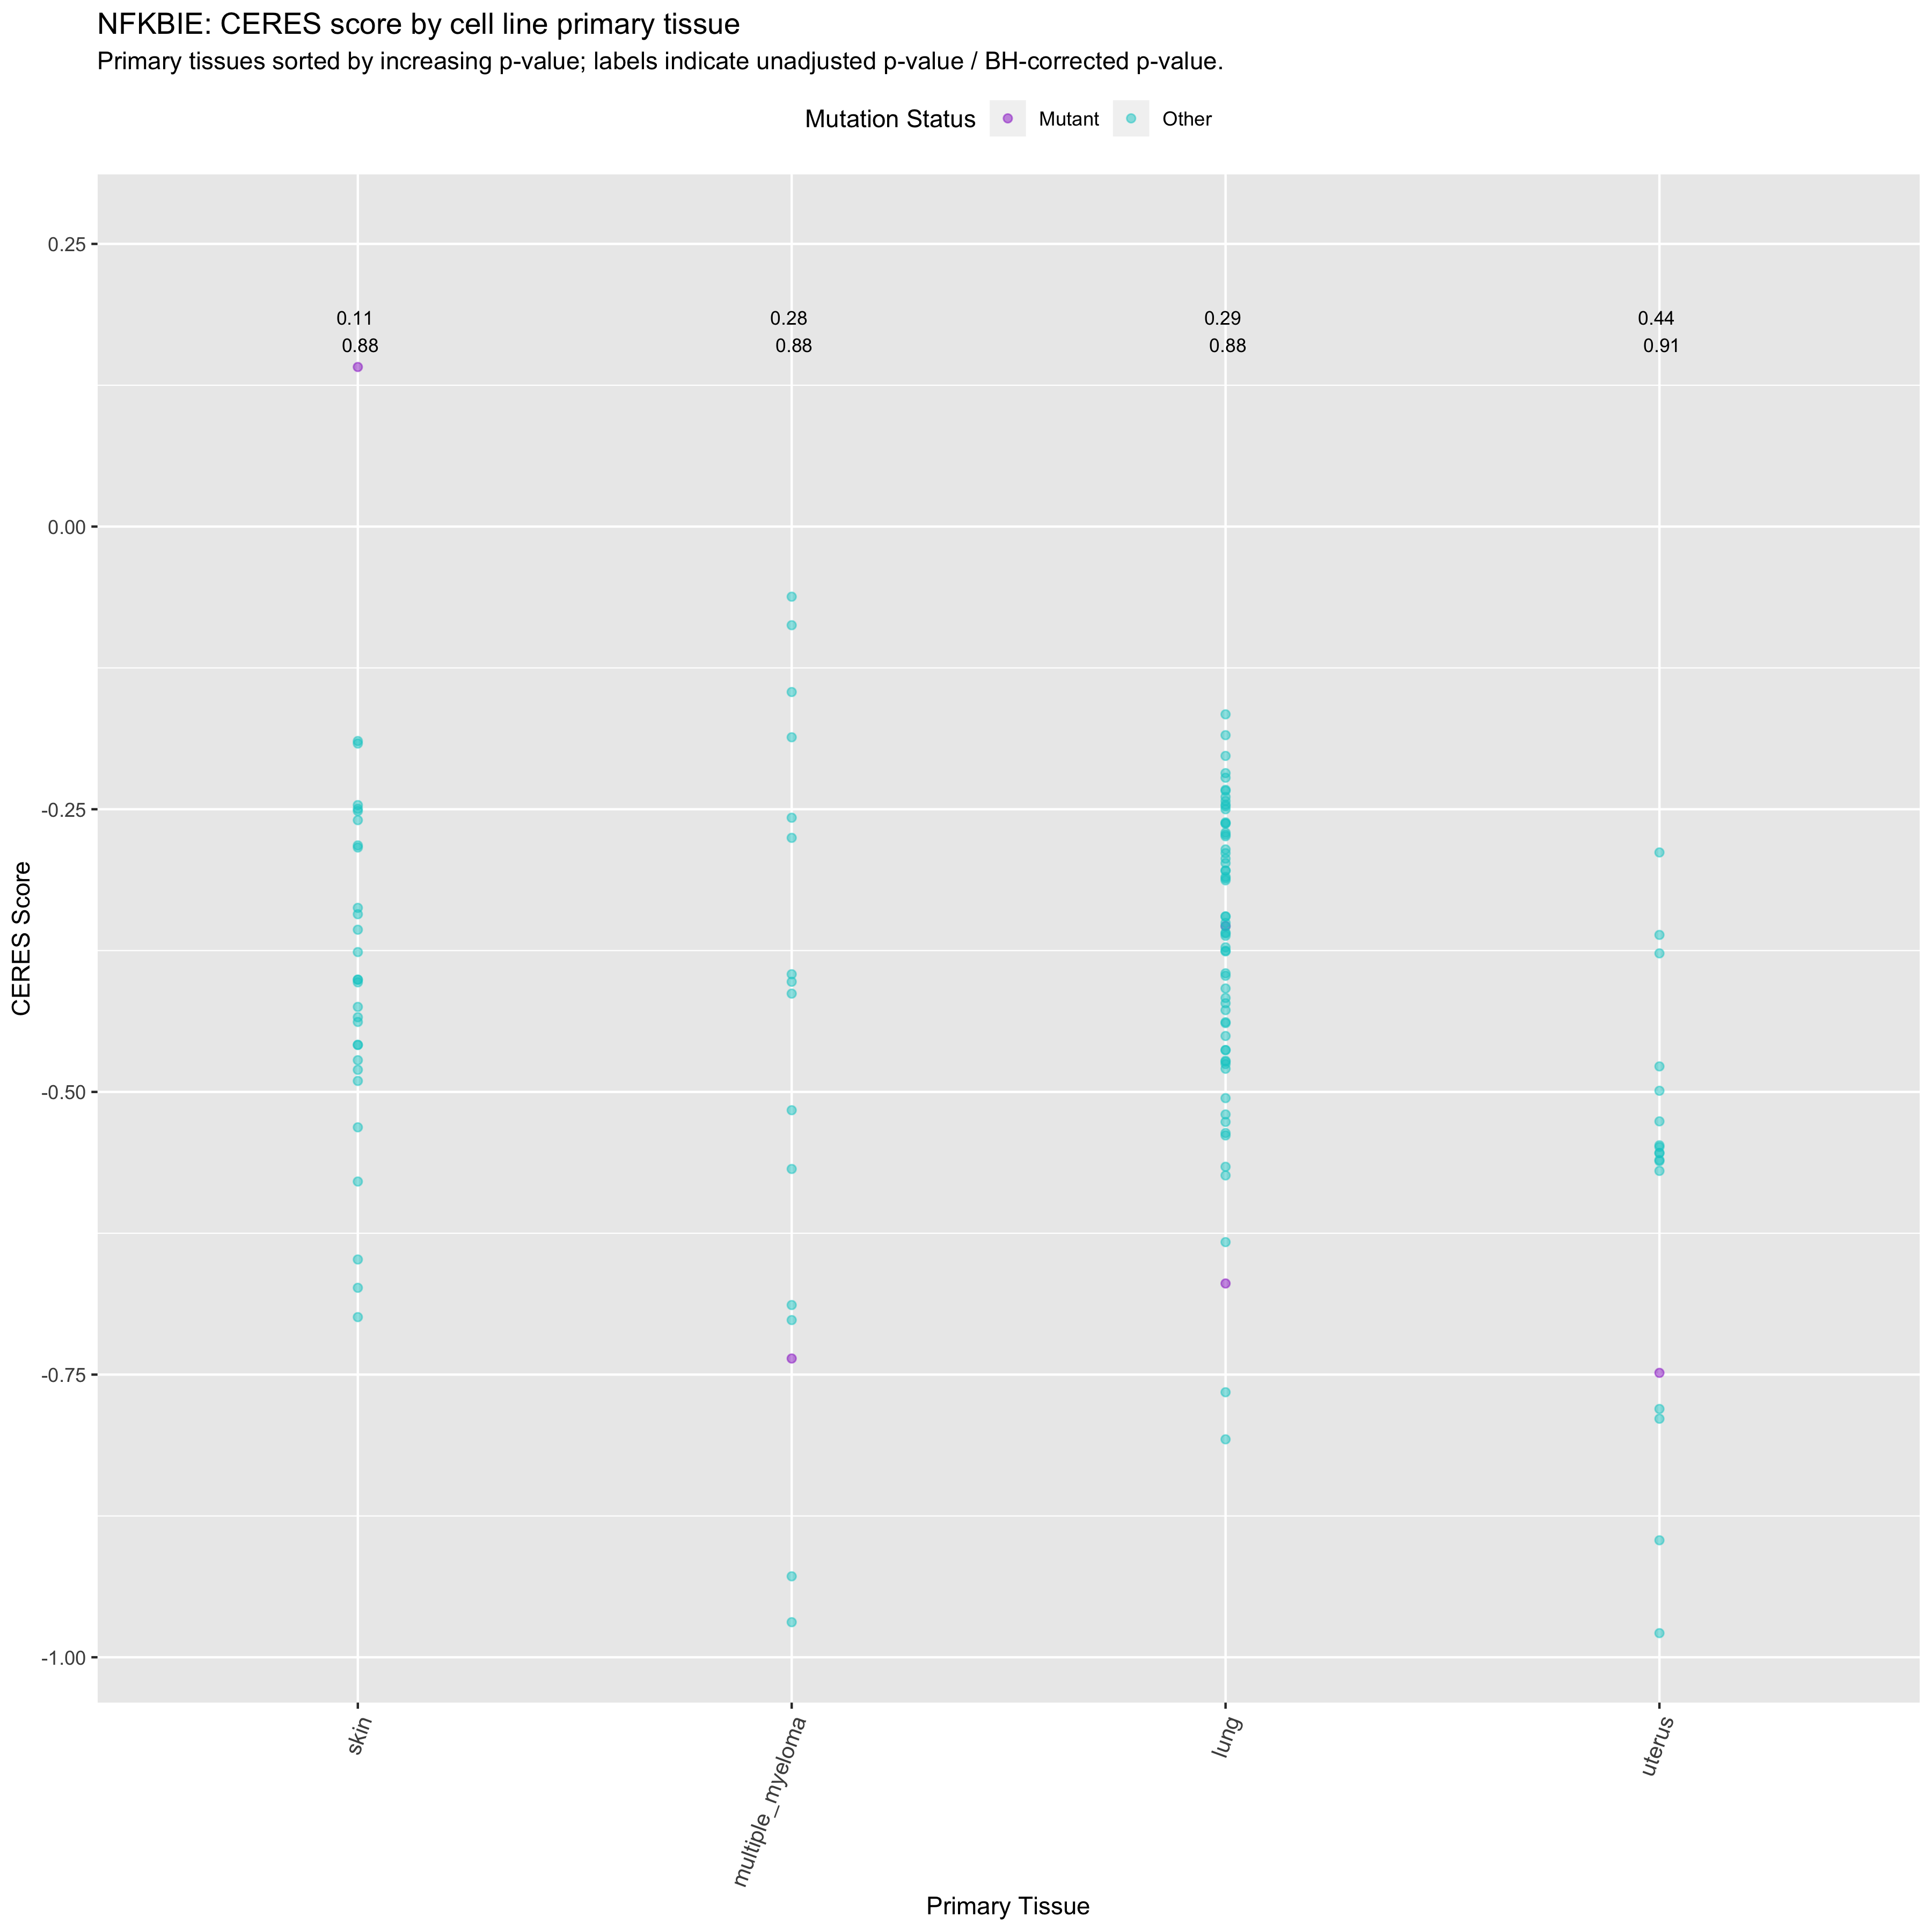 NFKBIE: CERES score by cell line primary tissue
Primary tissues sorted by increasing p-value; labels indicate unadjusted p-value / BH-corrected p-value.
Mutation Status Mutant Other
0.25
0.11 0.28 0.29 0.44
0.88 0.88 0.88 0.91
0.00
-0.25
CERES Score
-0.50
-0.75
-1.00
skin multiple_myeloma lung uterus
Primary Tissue